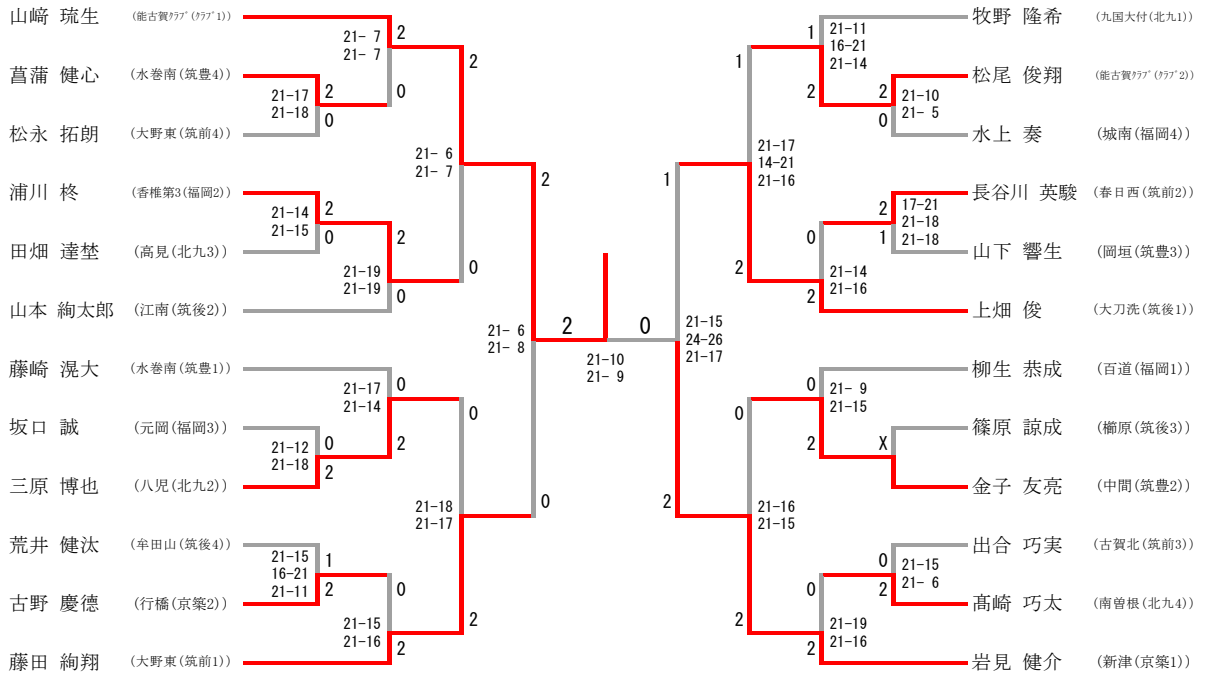 山﨑 琉生 (能古賀ｸﾗﾌﾞ(ｸﾗﾌﾞ1))
21- 7 2
21- 7
菖蒲 健心 (水巻南(筑豊4))
21-17 2 0
21-18 0
松永 拓朗 (大野東(筑前4))
2
21- 6
21- 7
浦川 柊 (香椎第3(福岡2))
21-14 2
21-15 0
田畑 達埜 (高見(北九3))
2
21-19
21-19 0
0
山本 絢太郎 (江南(筑後2))
2
21- 6
21- 8
藤崎 滉大 (水巻南(筑豊1))
21-17 0
21-14
坂口 誠 (元岡(福岡3))
21-12 0 2
21-18 2
三原 博也 (八児(北九2))
0
21-18
21-17
0
荒井 健汰 (牟田山(筑後4))
21-15 1
16-21
21-11 2
古野 慶德 (行橋(京築2))
0
21-15
21-16 2
2
藤田 絢翔 (大野東(筑前1))
2 0
21-10
21- 9
牧野 隆希 (九国大付(北九1))
1 21-11
16-21
21-14
松尾 俊翔 (能古賀ｸﾗﾌﾞ(ｸﾗﾌﾞ2))
2 2 21-10
0 21- 5
水上 奏 (城南(福岡4))
1
21-17
14-21
21-16
長谷川 英駿 (春日西(筑前2))
2 17-21
21-18
1 21-18
山下 響生 (岡垣(筑豊3))
0
21-14
2 21-16
2
上畑 俊 (大刀洗(筑後1))
1
21-15
24-26
21-17
柳生 恭成 (百道(福岡1))
0 21- 9
21-15
篠原 諒成 (櫛原(筑後3))
2 X
金子 友亮 (中間(筑豊2))
0
21-16
21-15
2
出合 巧実 (古賀北(筑前3))
0 21-15
2 21- 6
髙崎 巧太 (南曽根(北九4))
0
21-19
2 21-16
2
岩見 健介 (新津(京築1))